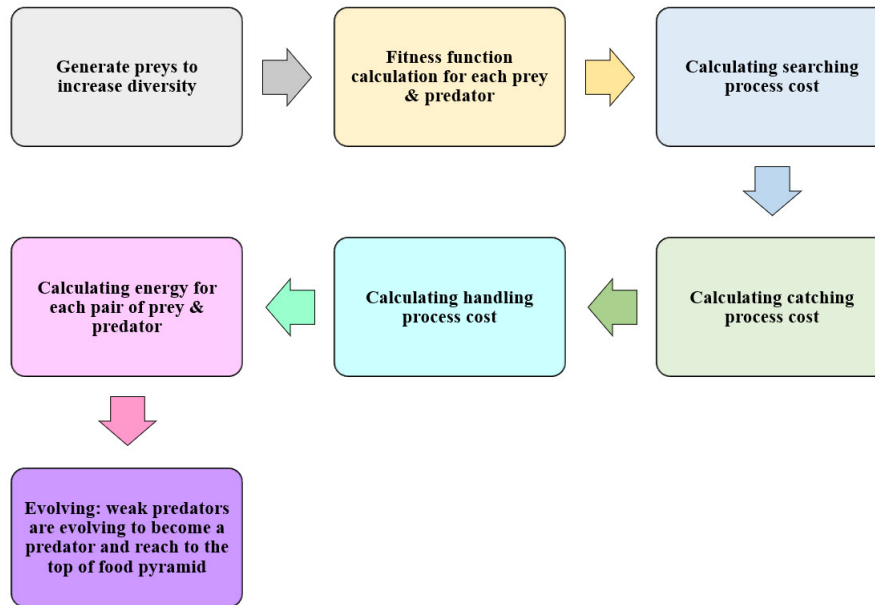 Generate preys to
increase diversity
Fitness function
calculation for each prey
& predator
Calculating searching
process cost
Calculating catching
process cost
Calculating handling
process cost
Calculating energy for
each pair of prey &
predator
Evolving: weak predators
are evolving to become a
predator and reach to the
top of food pyramid